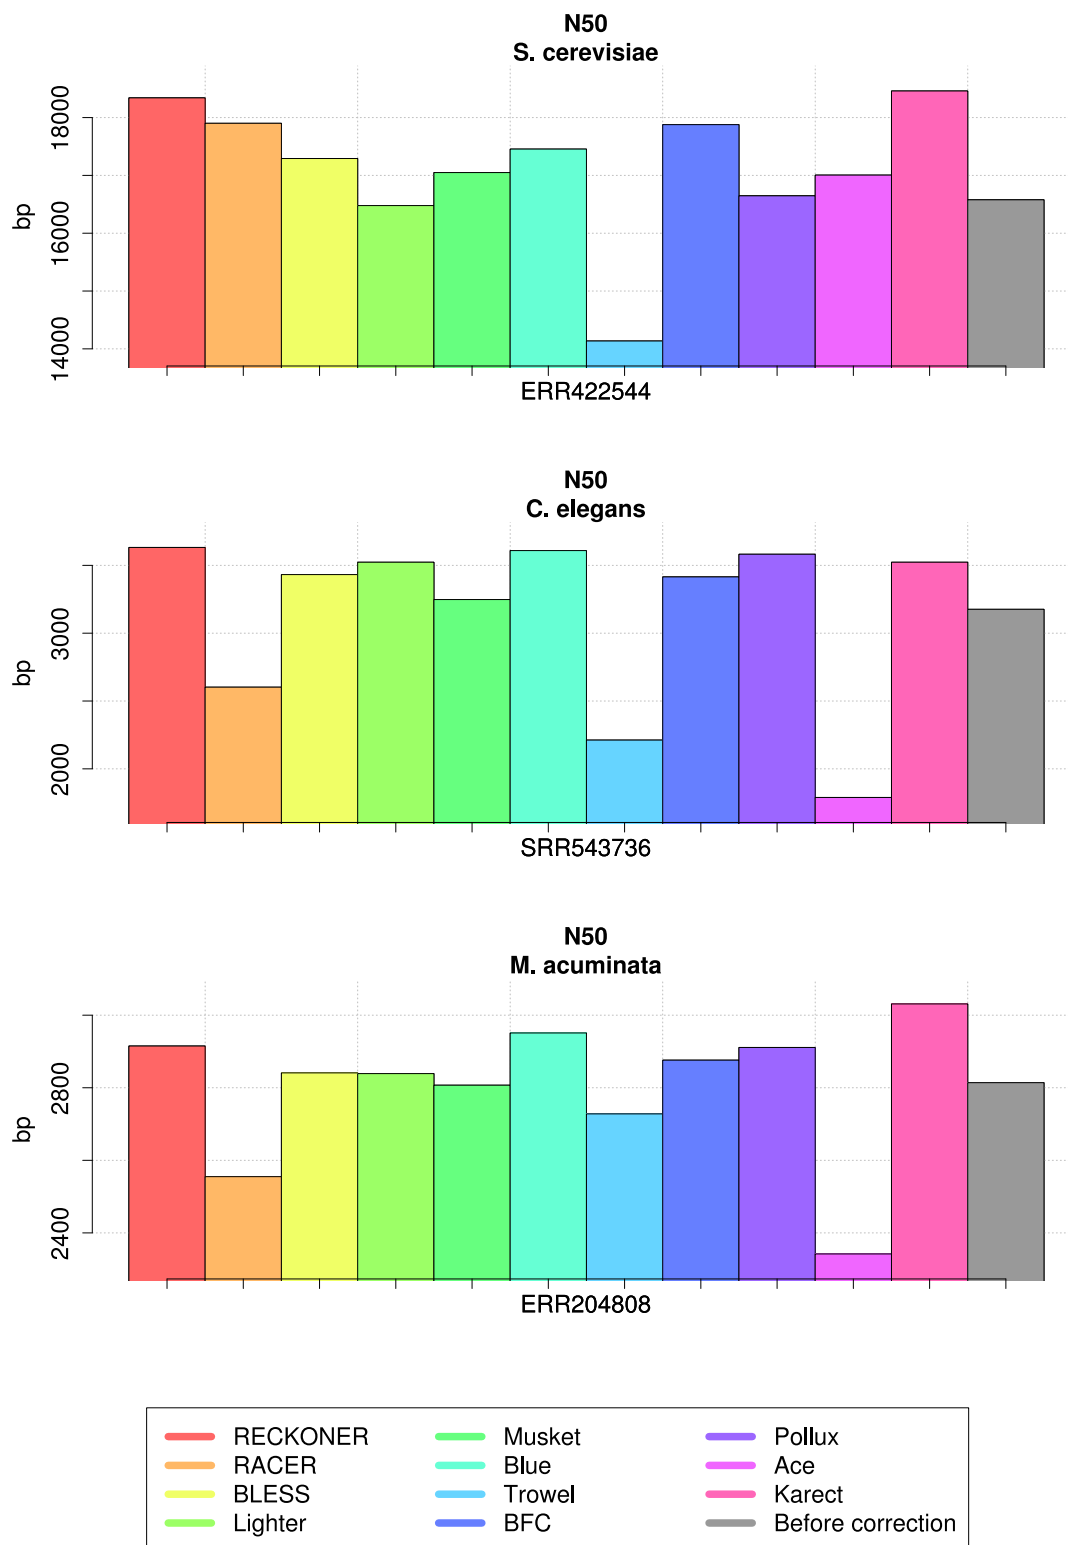 N50
S. cerevisiae
18000
16000
14000
bp
ERR422544
N50
C. elegans
3000
2000
bp
SRR543736
N50
M. acuminata
2800
2400
bp
ERR204808
RECKONER
RACER
BLESS
Lighter
Musket
Blue
Trowel
BFC
Pollux
Ace
Karect
Before correction